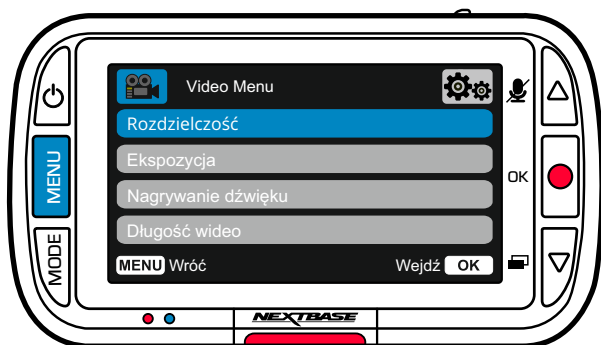 Video Menu
Rozdzielczość
Ekspozycja
Nagrywanie dźwięku
Długość wideo
MENU Wróć
Wejdź OK
MENU
MODE
OK
NEXTBASE